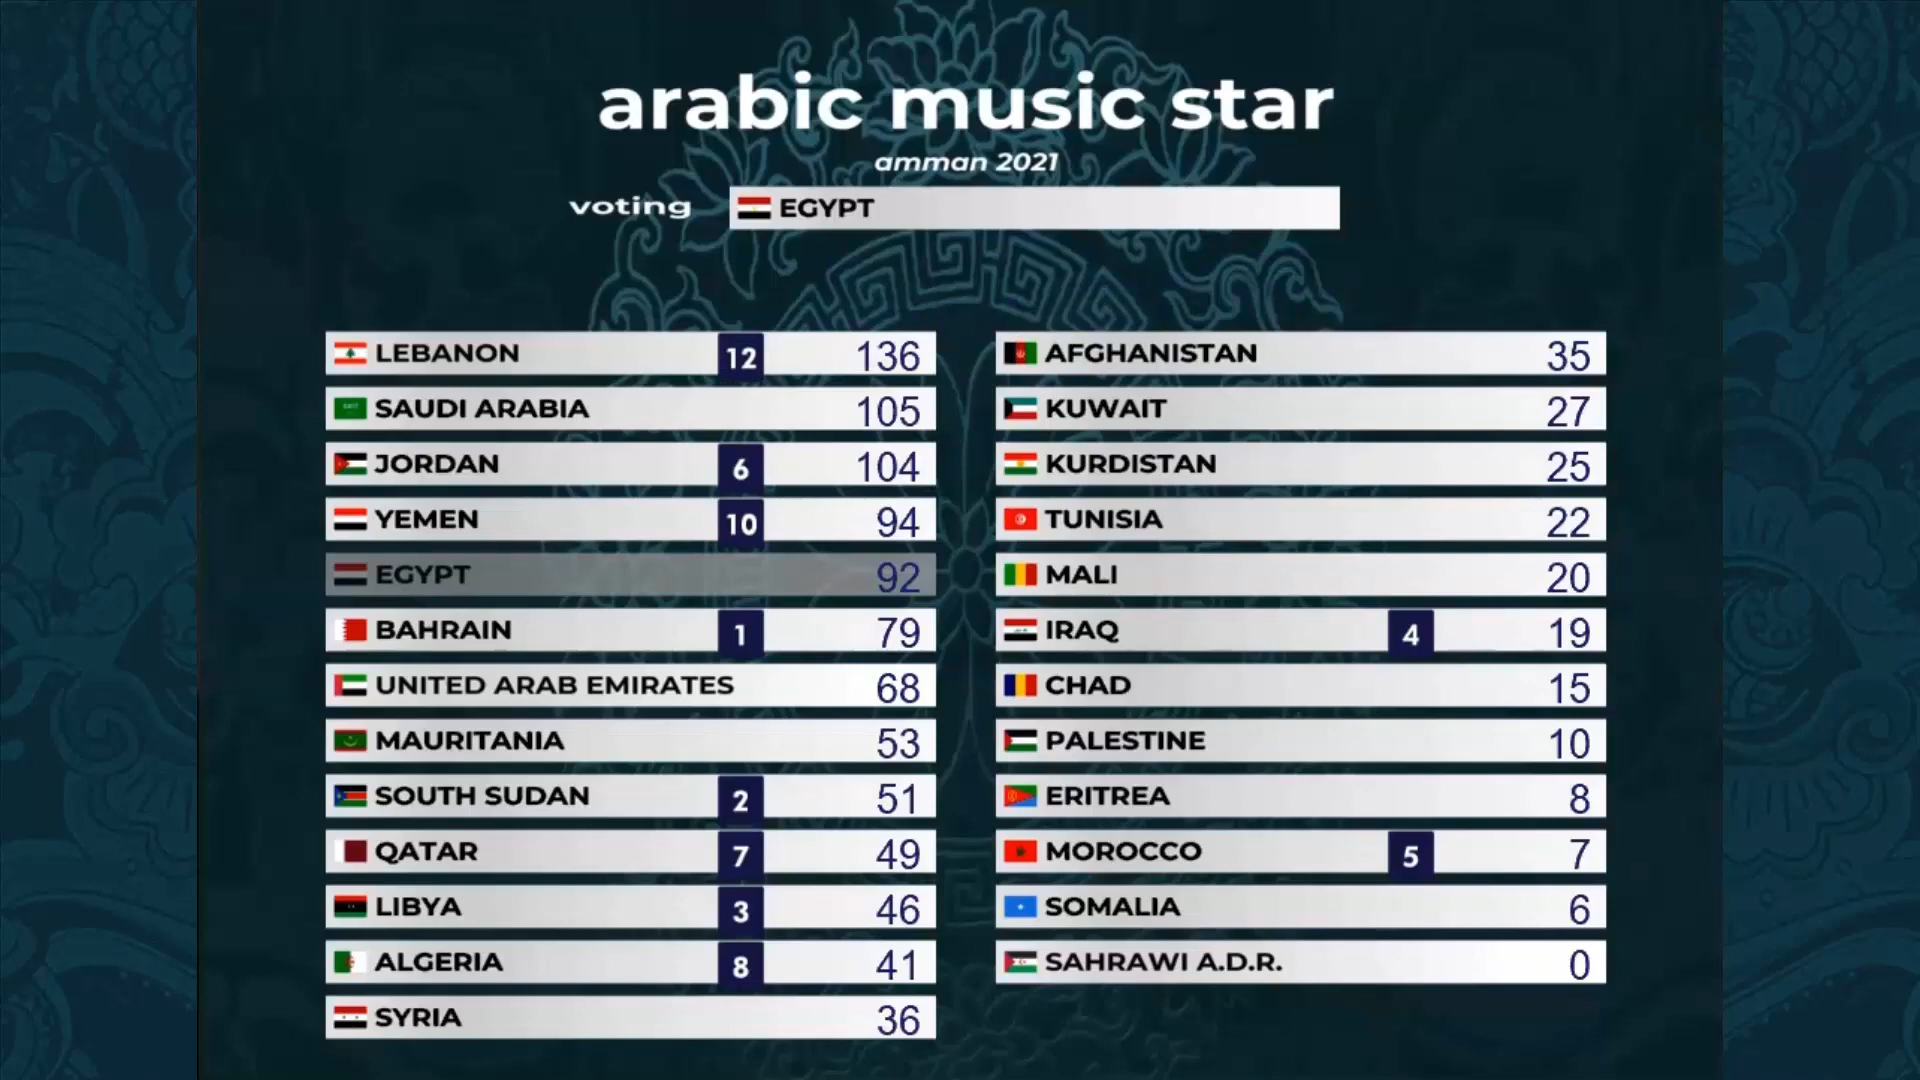 arabic music star
amman 2021
voting EGYPT
LEBANON 12 136
SAUDI ARABIA 105
JORDAN 6 104
YEMEN 10 94
EGYPT 92
BAHRAIN 1 79
UNITED ARAB EMIRATES 68
MAURITANIA 53
SOUTH SUDAN 2 51
QATAR 7 49
LIBYA 3 46
ALGERIA 8 41
SYRIA 36
AFGHANISTAN 35
KUWAIT 27
KURDISTAN 25
TUNISIA 22
MALI 20
IRAQ 4 19
CHAD 15
PALESTINE 10
ERITREA 8
MOROCCO 5 7
SOMALIA 6
SAHRAWI A.D.R. 0